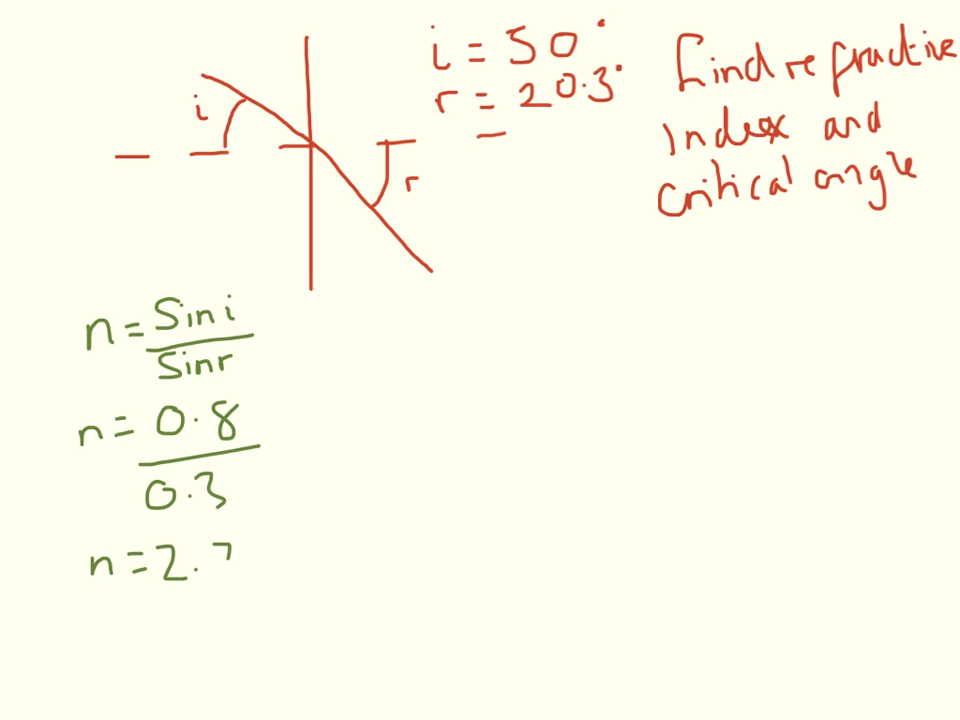 i = 50°
r = 20.3°
Find refractive
Index and
Critical angle
i
r
n = Sin i
Sin r
n = 0.8
0.3
n = 2.7